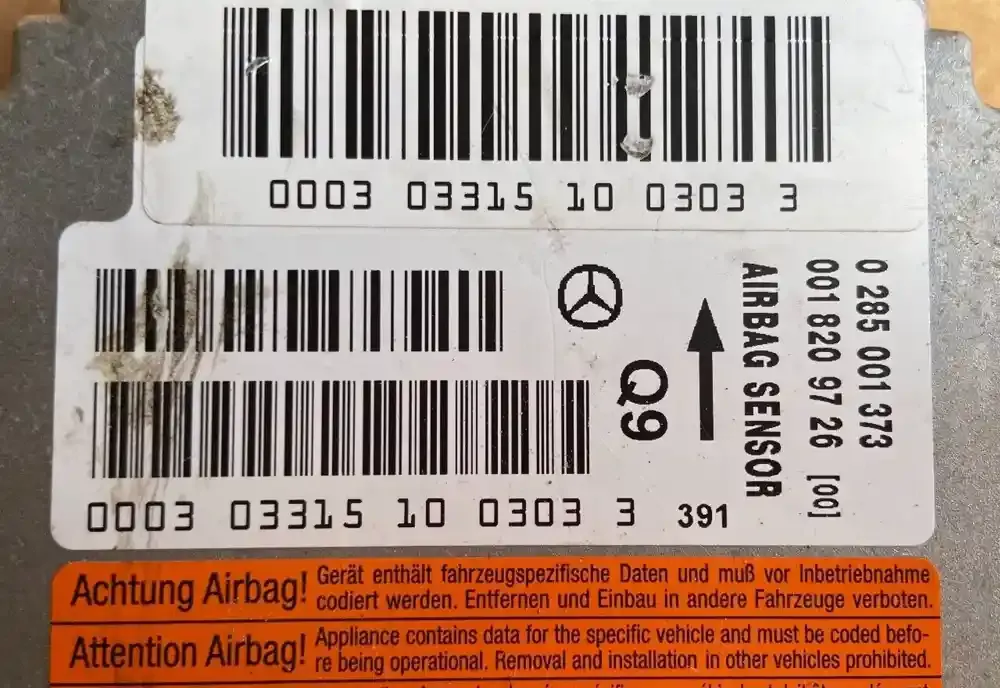 0003 03315 10 0303 3
0 285 001 373
001 820 97 26 [00]
AIRBAG SENSOR
Q9
0003 03315 10 0303 3 391
Achtung Airbag! Gerät enthält fahrzeugspezifische Daten und muß vor Inbetriebnahme
codiert werden. Entfernen und Einbau in andere Fahrzeuge verboten.
Attention Airbag! Appliance contains data for the specific vehicle and must be coded befo-
re being operational. Removal and installation in other vehicles prohibited.